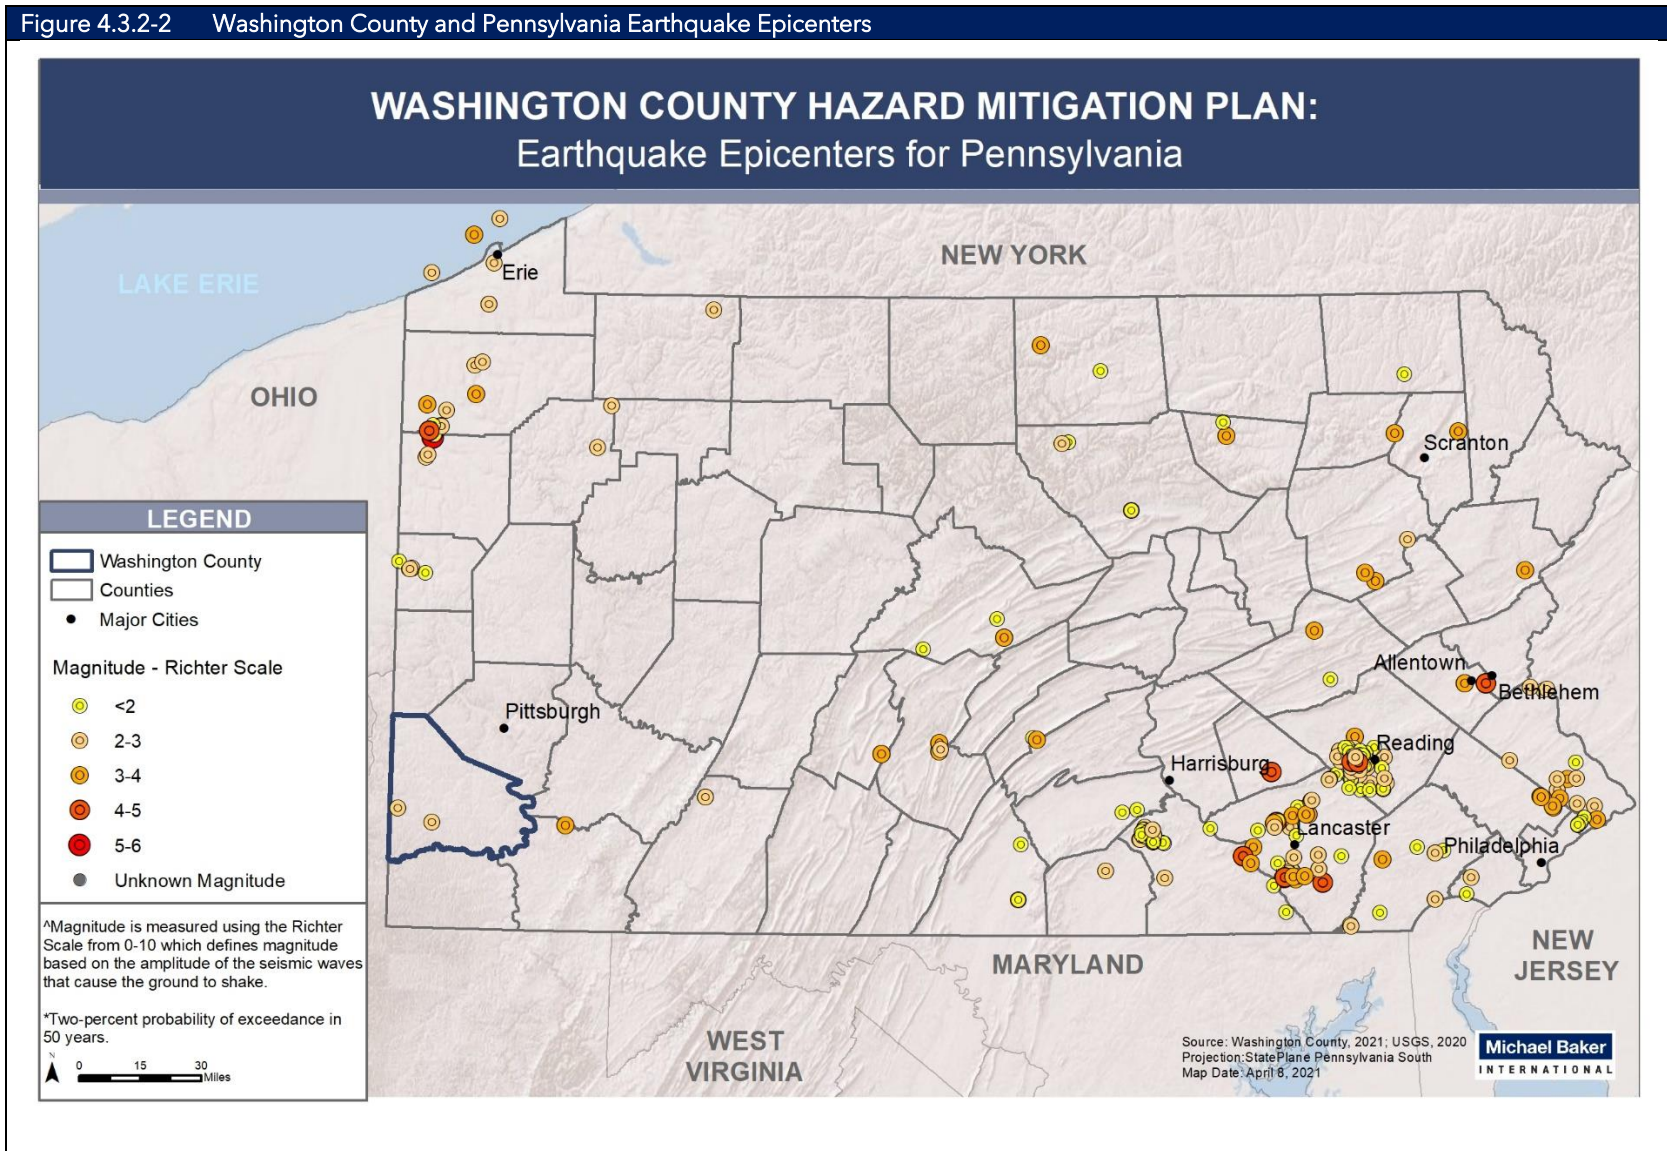 Figure 4.3.2-2 Washington County and Pennsylvania Earthquake Epicenters
WASHINGTON COUNTY HAZARD MITIGATION PLAN:
Earthquake Epicenters for Pennsylvania
LAKE ERIE
Erie
NEW YORK
OHIO
Scranton
LEGEND
Washington County
Counties
Major Cities
Magnitude - Richter Scale
<2
2-3
3-4
4-5
5-6
Unknown Magnitude
^Magnitude is measured using the Richter
Scale from 0-10 which defines magnitude
based on the amplitude of the seismic waves
that cause the ground to shake.
*Two-percent probability of exceedance in
50 years.
N
0 15 30
Miles
Pittsburgh
Allentown
Bethlehem
Harrisburg
Reading
Lancaster
Philadelphia
MARYLAND
NEW
JERSEY
WEST
VIRGINIA
Source: Washington County, 2021; USGS, 2020
Projection:StatePlane Pennsylvania South
Map Date: April 8, 2021
Michael Baker
INTERNATIONAL